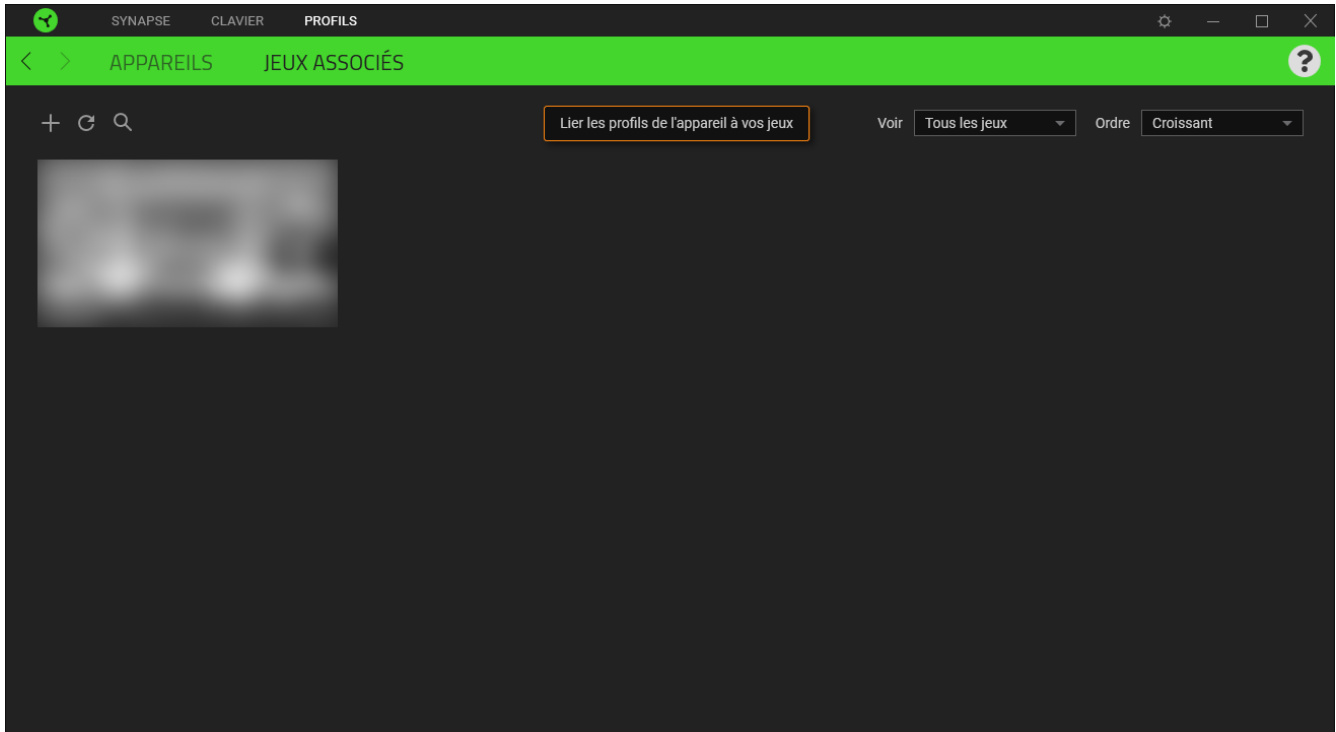 SYNAPSE CLAVIER PROFILS
APPAREILS JEUX ASSOCIÉS ?
Lier les profils de l'appareil à vos jeux Voir Tous les jeux Ordre Croissant